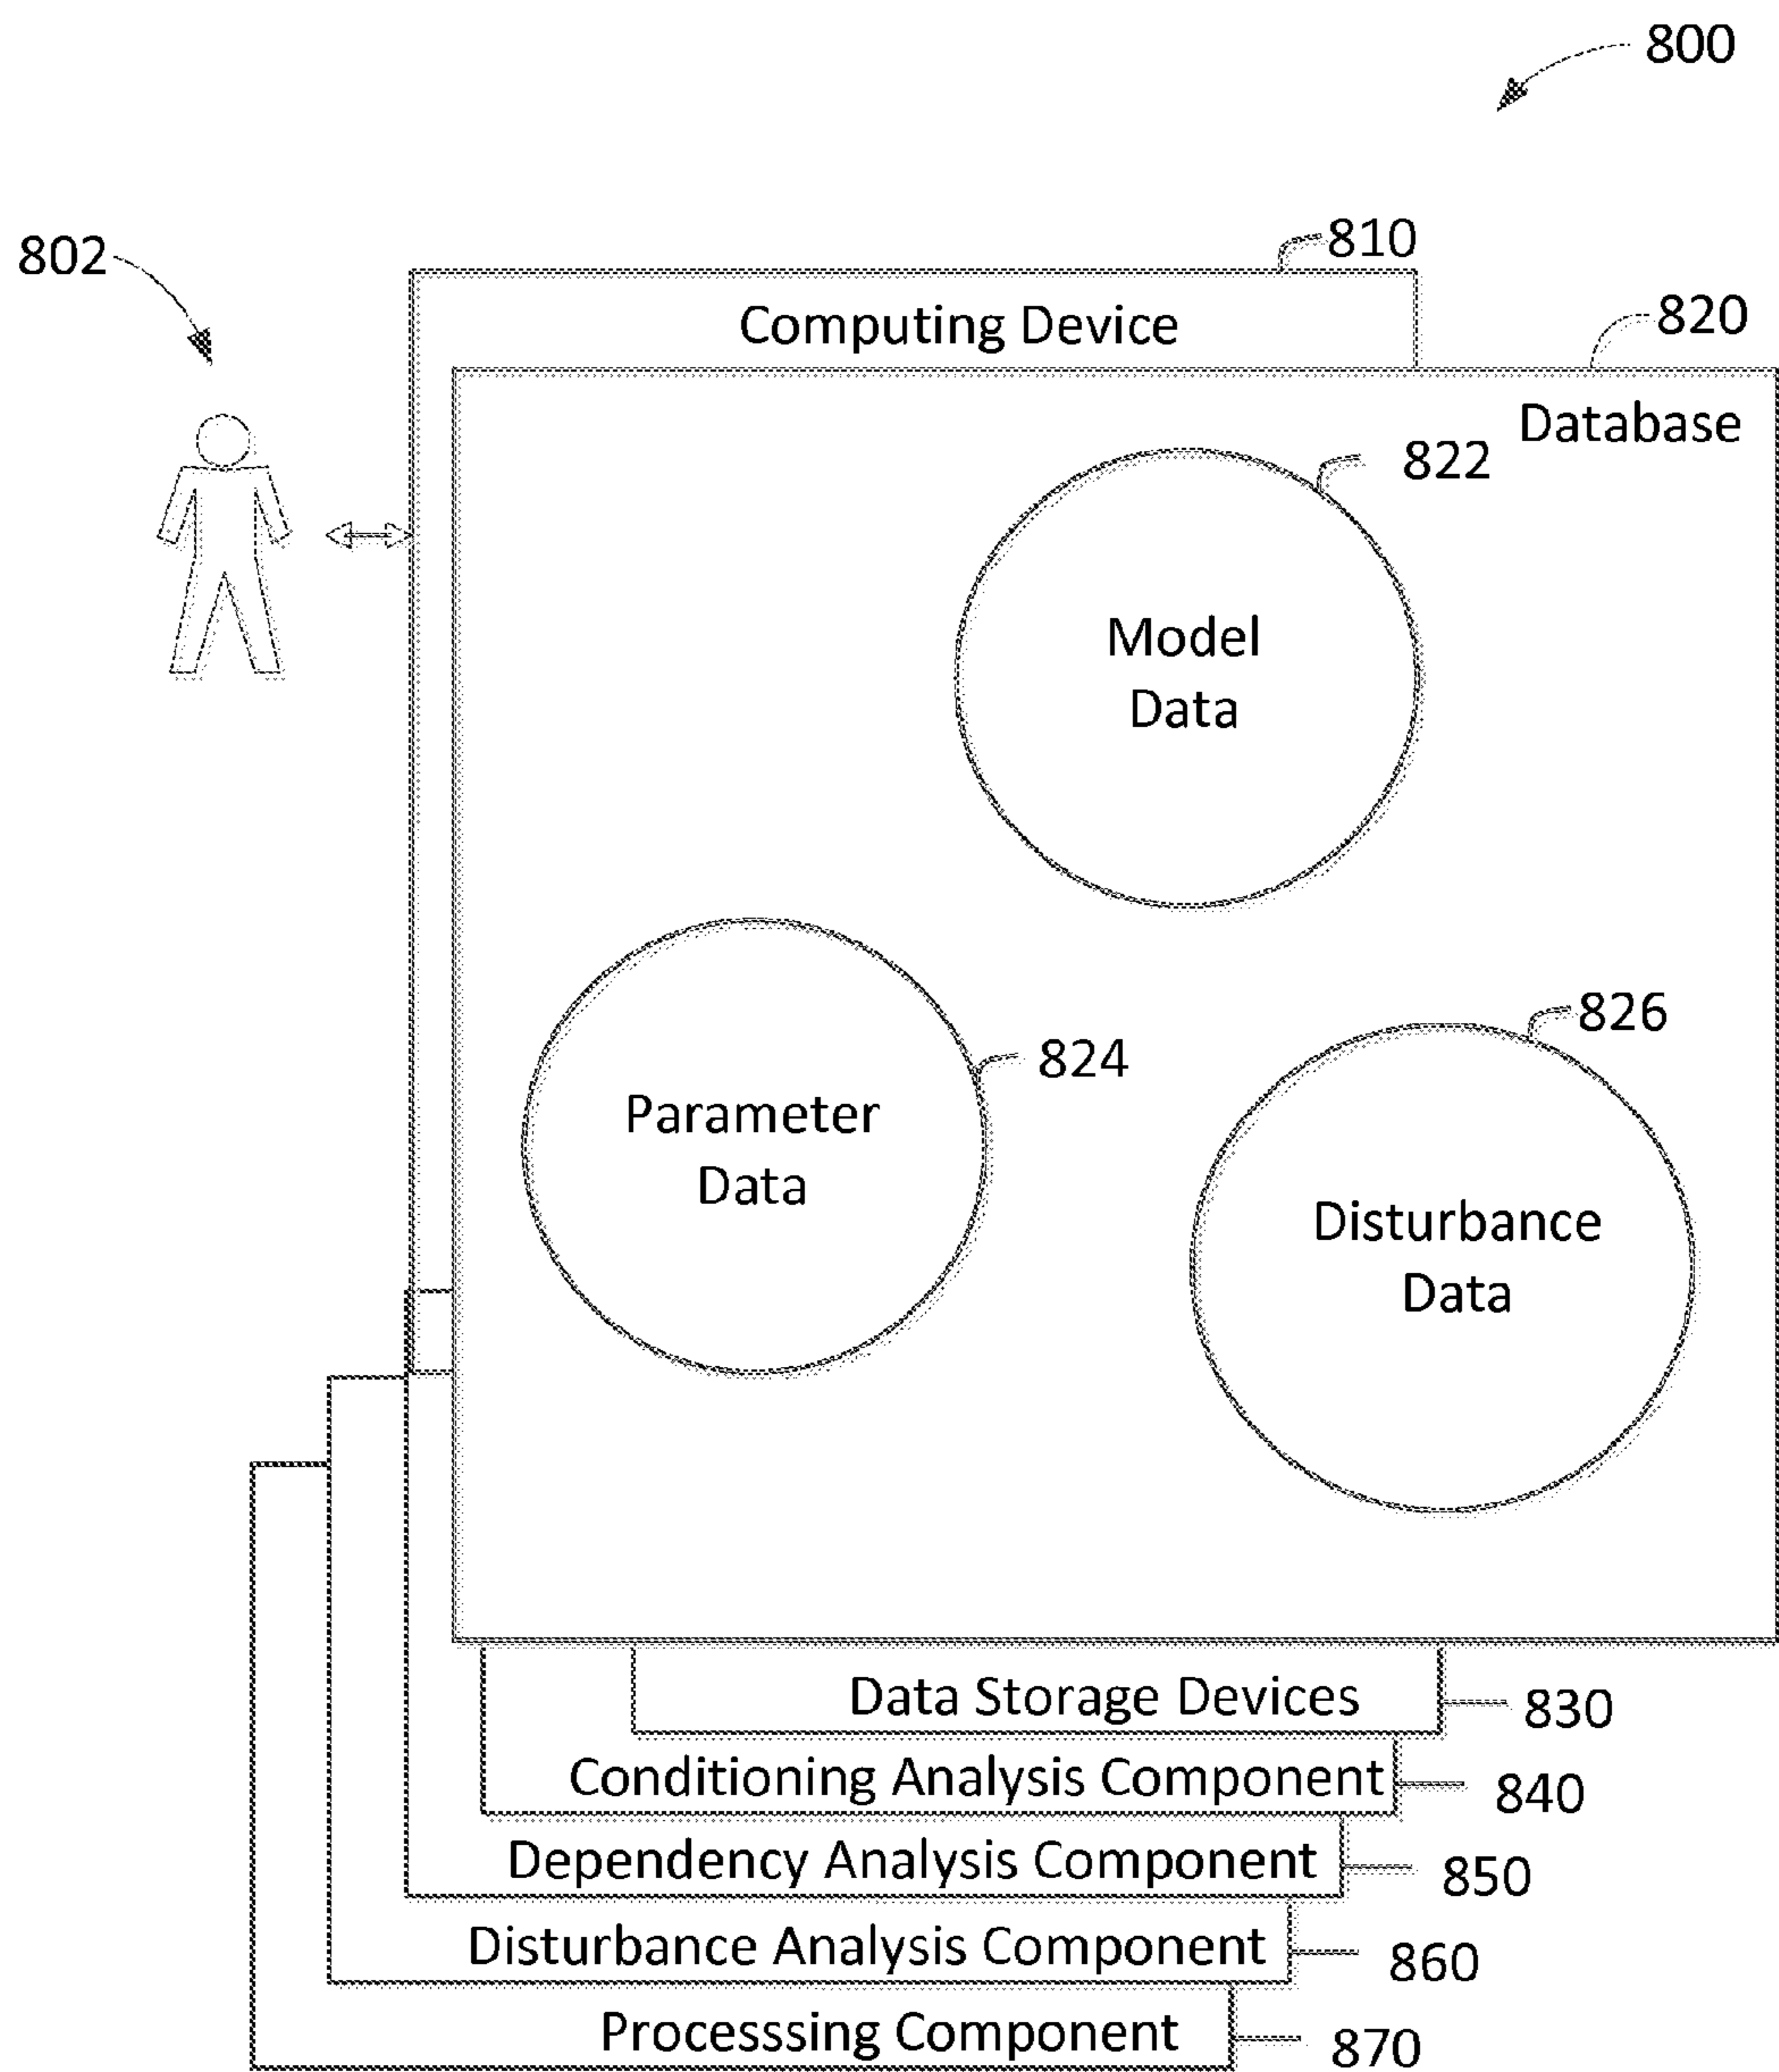 800
802
810
Computing Device
820
Database
822
Model
Data
826
824
Parameter
Data
Disturbance
Data
Data Storage Devices
830
Conditioning Analysis Component
840
Dependency Analysis Component
850
Disturbance Analysis Component
860
Processsing Component
870